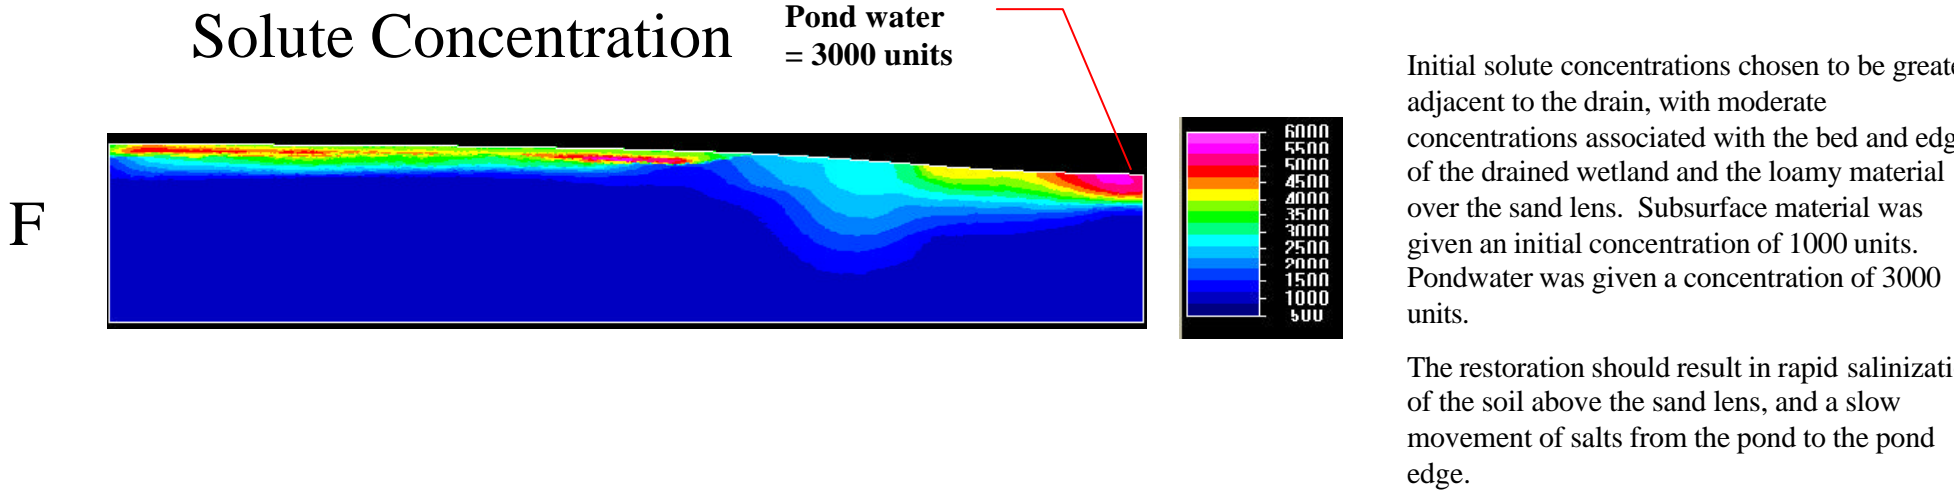 Solute Concentration
Pond water
= 3000 units
F
6000
5500
5000
4500
4000
3500
3000
2500
2000
1500
1000
500
Initial solute concentrations chosen to be greate
adjacent to the drain, with moderate
concentrations associated with the bed and edg
of the drained wetland and the loamy material
over the sand lens. Subsurface material was
given an initial concentration of 1000 units.
Pondwater was given a concentration of 3000
units.
The restoration should result in rapid salinizati
of the soil above the sand lens, and a slow
movement of salts from the pond to the pond
edge.